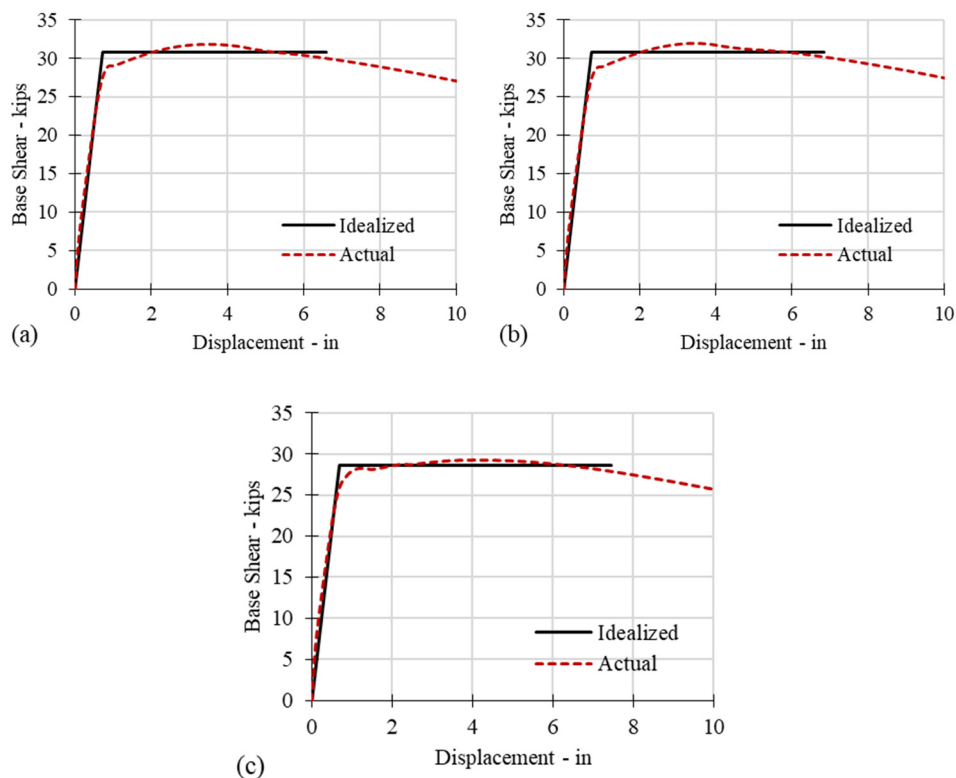 35
30
25
20
15
10
5
0
Base Shear - kips
Idealized
Actual
0 2 4 6 8 10
Displacement - in
(a)
35
30
25
20
15
10
5
0
Base Shear - kips
Idealized
Actual
0 2 4 6 8 10
Displacement - in
(b)
35
30
25
20
15
10
5
0
Base Shear - kips
Idealized
Actual
0 2 4 6 8 10
Displacement - in
(c)